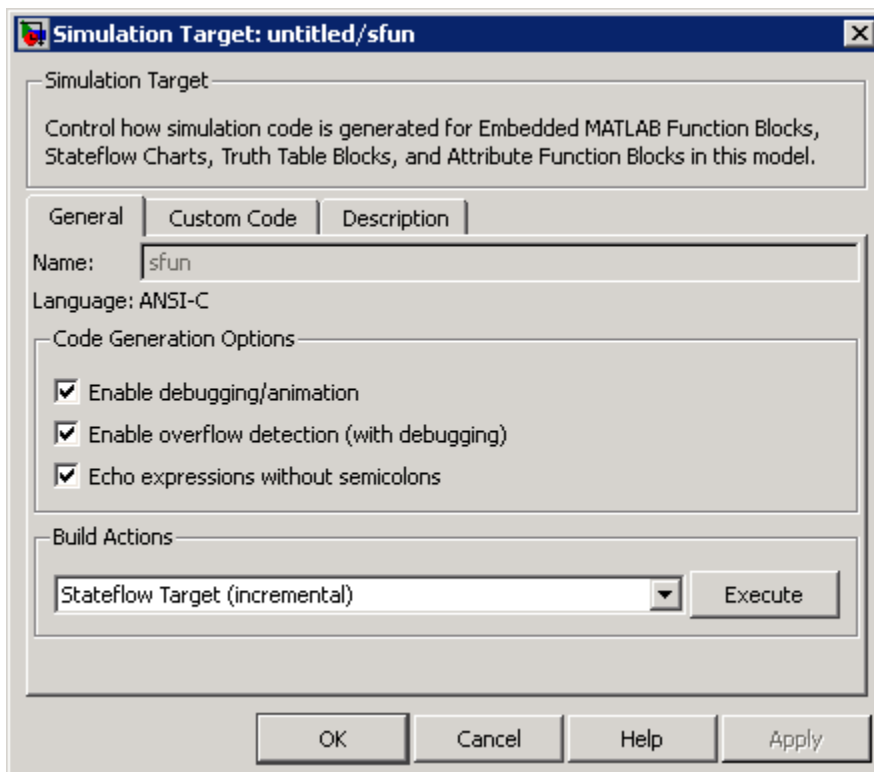 Simulation Target: untitled/sfun
Simulation Target
Control how simulation code is generated for Embedded MATLAB Function Blocks,
Stateflow Charts, Truth Table Blocks, and Attribute Function Blocks in this model.
General Custom Code Description
Name: sfun
Language: ANSI-C
Code Generation Options
Enable debugging/animation
Enable overflow detection (with debugging)
Echo expressions without semicolons
Build Actions
Stateflow Target (incremental) Execute
OK Cancel Help Apply